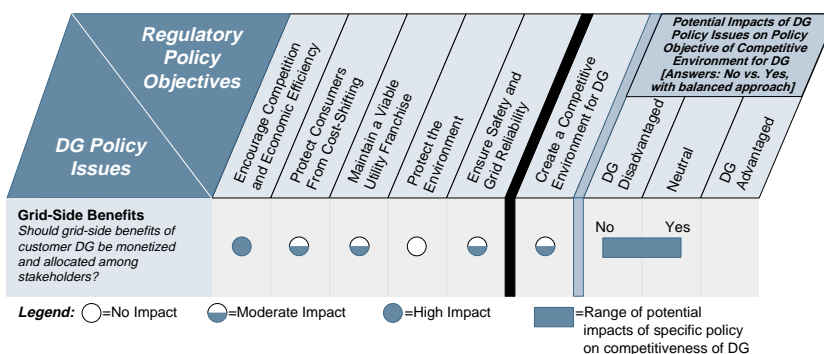 Regulatory
Policy
Objectives
DG Policy
Issues
Encourage Competition
and Economic Efficiency
Protect Consumers
From Cost-Shifting
Maintain a Viable
Utility Franchise
Protect the
Environment
Ensure Safety and
Grid Reliability
Create a Competitive
Environment for DG
Potential Impacts of DG
Policy Issues on Policy
Objective of Competitive
Environment for DG
[Answers: No vs. Yes,
with balanced approach]
DG
Disadvantaged
Neutral
DG
Advantaged
Grid-Side Benefits
Should grid-side benefits of
customer DG be monetized
and allocated among
stakeholders?
No Yes
Legend: =No Impact =Moderate Impact =High Impact =Range of potential
impacts of specific policy
on competitiveness of DG